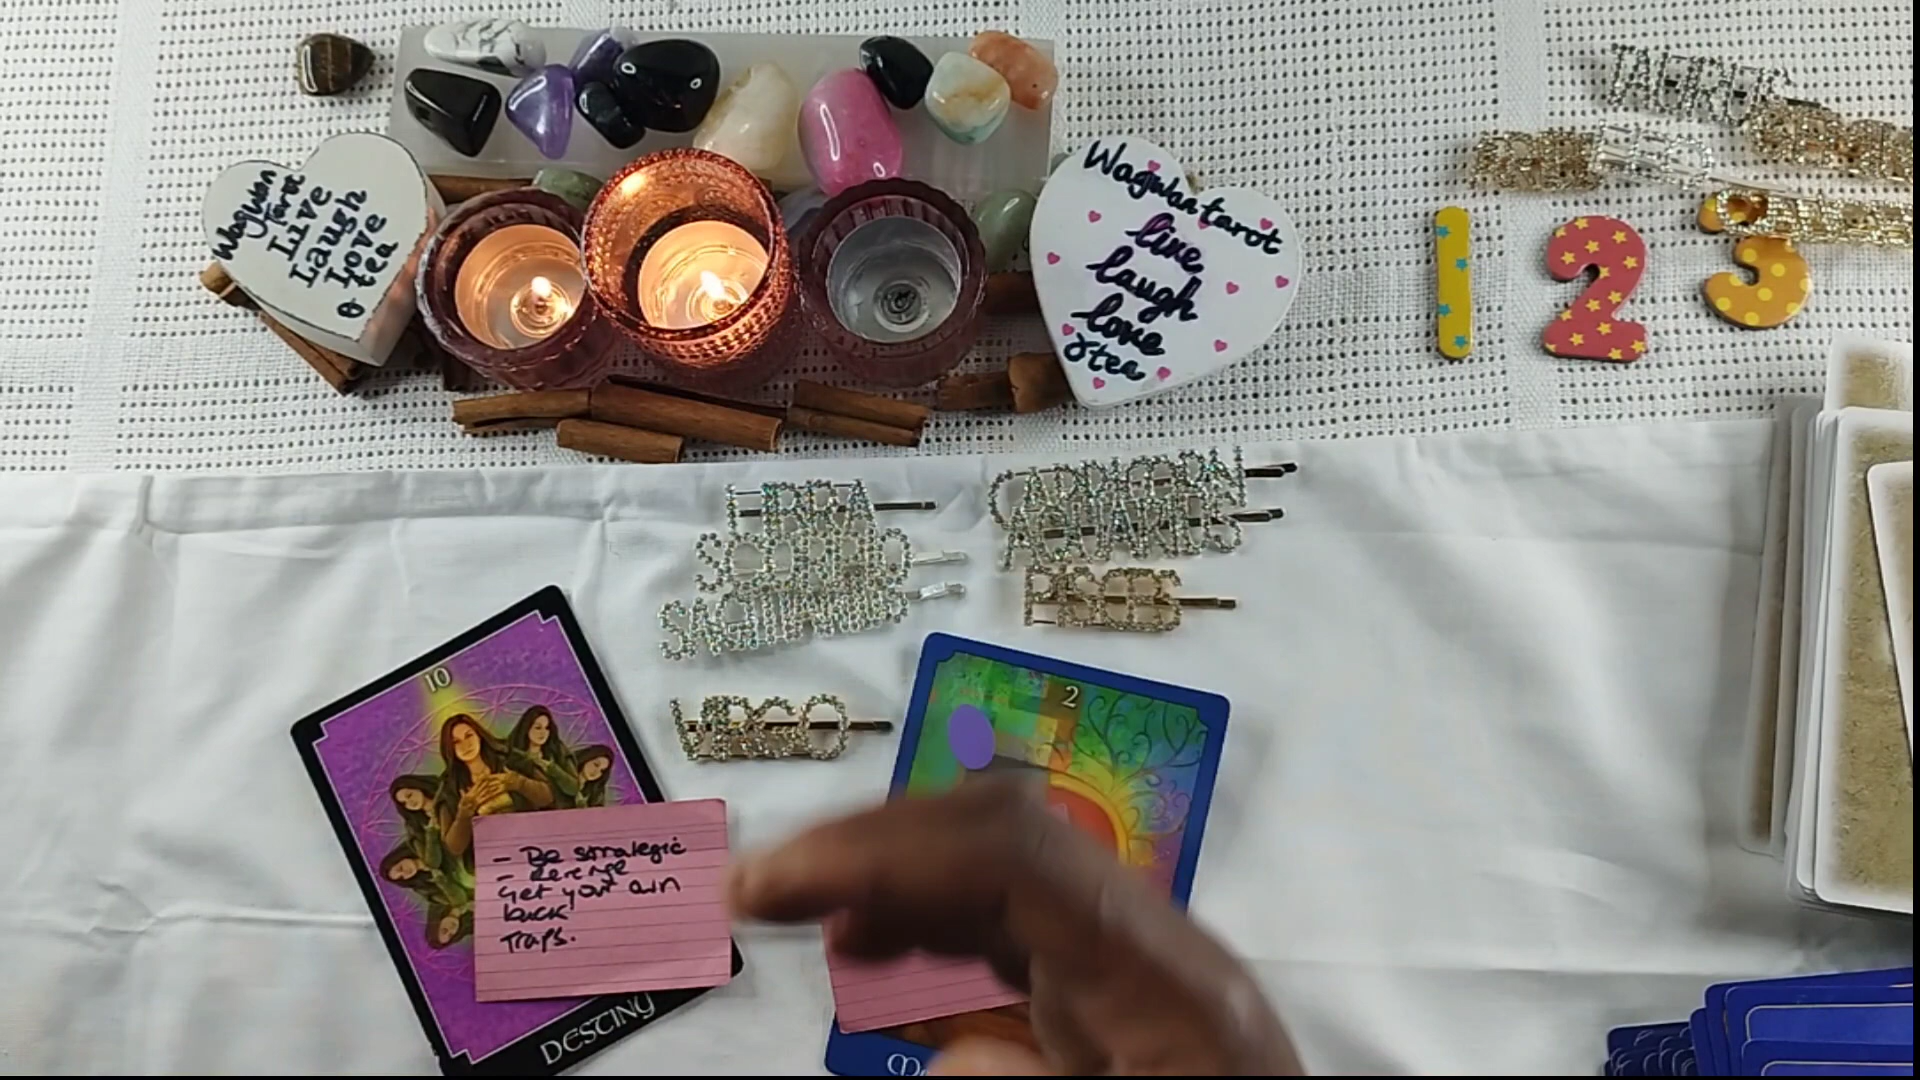 Waguan
Tarot
Live
Laugh
Love
& tea
Waguan tarot
live
laugh
love
& tea
TAURUS
1
2
3
LIBRA
SCORPIO
SAGITTARIUS
CAPRICORN
AQUARIUS
PISCES
VIRGO
10
- Be strategic
- Revenge
Get your own
back
Traps.
DESTINY
2